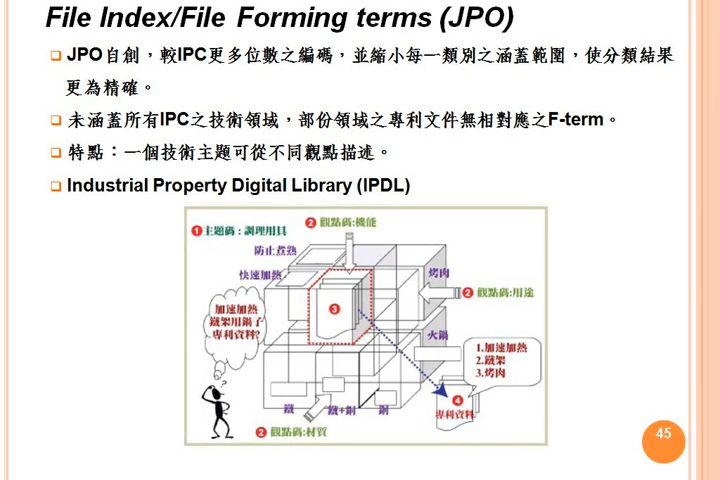 File Index/File Forming terms (JPO)
JPO自創，較IPC更多位數之編碼，並縮小每一類別之涵蓋範圍，使分類結果
更為精確。
未涵蓋所有IPC之技術領域，部份領域之專利文件無相對應之F-term。
特點：一個技術主題可從不同觀點描述。
Industrial Property Digital Library (IPDL)
❶主題碼：調理用具
❷觀點碼:機能
防止煮熟
快速加熱
烤肉
❷觀點碼:用途
❸
加速加熱
鐵架用鍋子
專利資料?
火鍋
1.加速加熱
2.鐵架
3.烤肉
?
❹
專利資料
鐵
鐵+銅
銅
❷觀點碼:材質
45